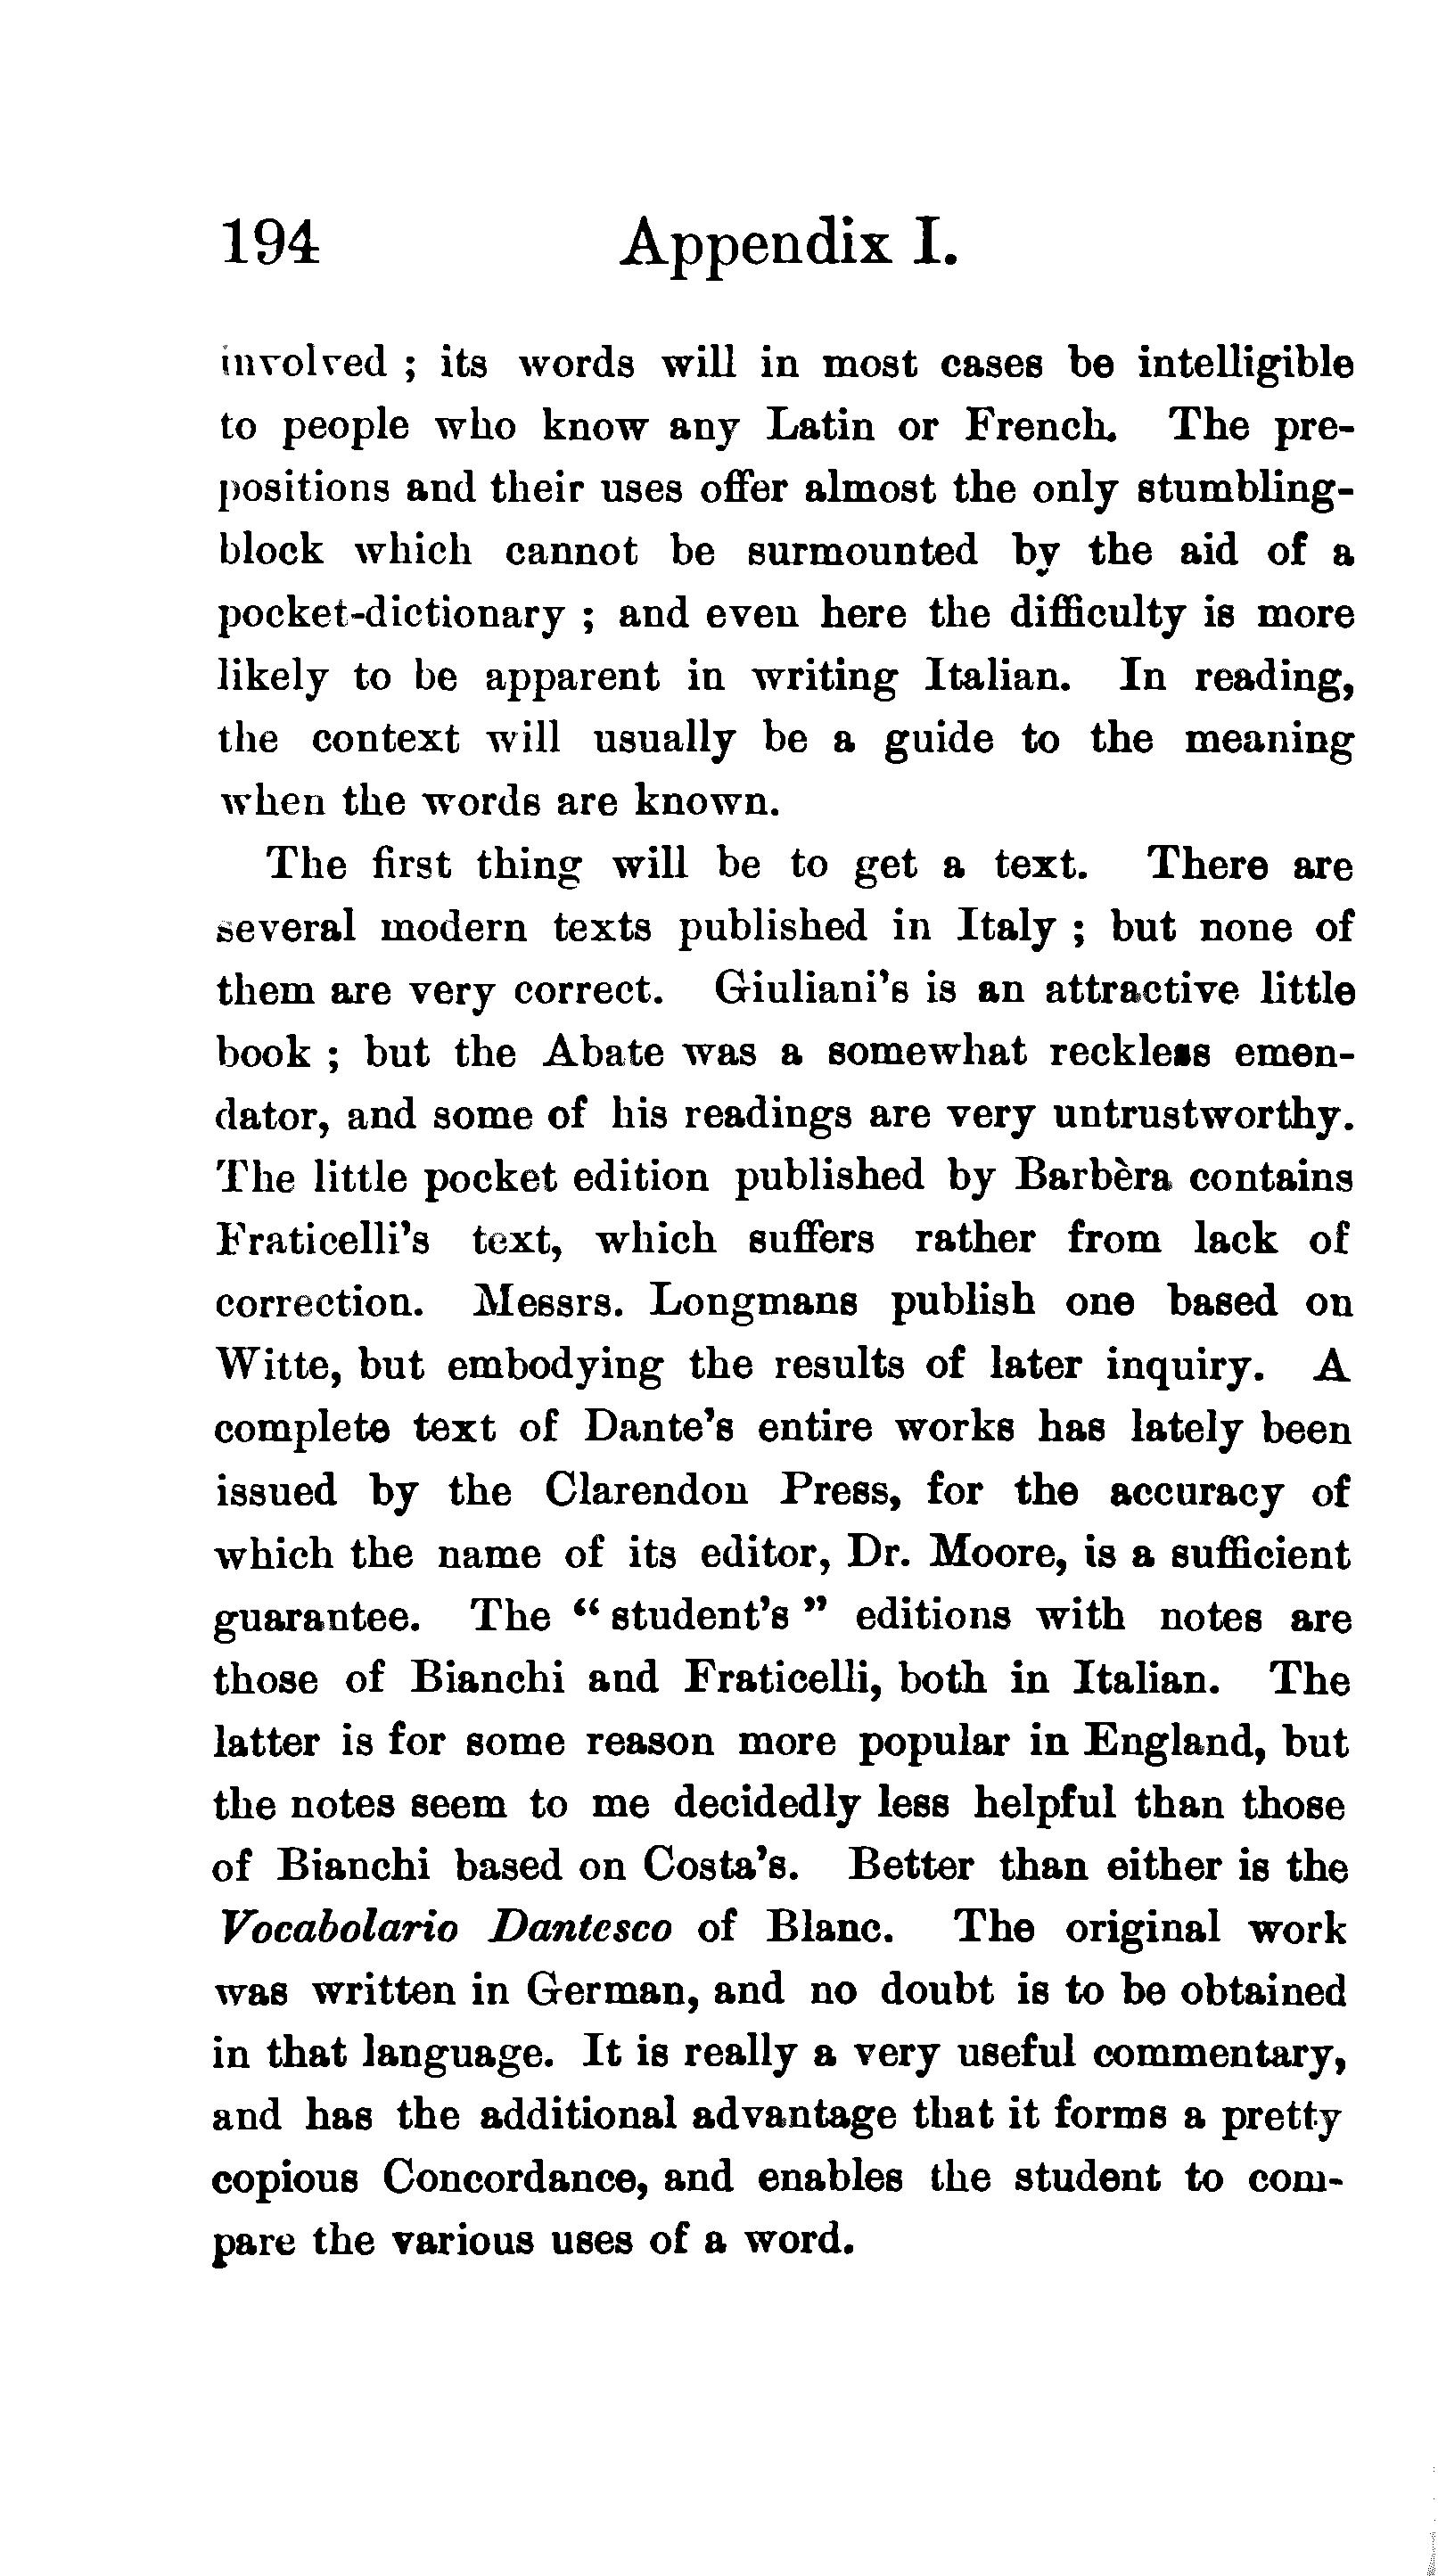 194 Appendix I.
involved ; its words will in most cases be intelligible
to people who know any Latin or French. The pre-
positions and their uses offer almost the only stumbling-
block which cannot be surmounted by the aid of a
pocket-dictionary ; and even here the difficulty is more
likely to be apparent in writing Italian. In reading,
the context will usually be a guide to the meaning
when the words are known.
The first thing will be to get a text. There are
several modern texts published in Italy ; but none of
them are very correct. Giuliani's is an attractive little
book ; but the Abate was a somewhat reckless emen-
dator, and some of his readings are very untrustworthy.
The little pocket edition published by Barbèra contains
Fraticelli's text, which suffers rather from lack of
correction. Messrs. Longmans publish one based on
Witte, but embodying the results of later inquiry. A
complete text of Dante's entire works has lately been
issued by the Clarendon Press, for the accuracy of
which the name of its editor, Dr. Moore, is a sufficient
guarantee. The “ student's ” editions with notes are
those of Bianchi and Fraticelli, both in Italian. The
latter is for some reason more popular in England, but
the notes seem to me decidedly less helpful than those
of Bianchi based on Costa's. Better than either is the
Vocabolario Dantesco of Blanc. The original work
was written in German, and no doubt is to be obtained
in that language. It is really a very useful commentary,
and has the additional advantage that it forms a pretty
copious Concordance, and enables the student to com-
pare the various uses of a word.